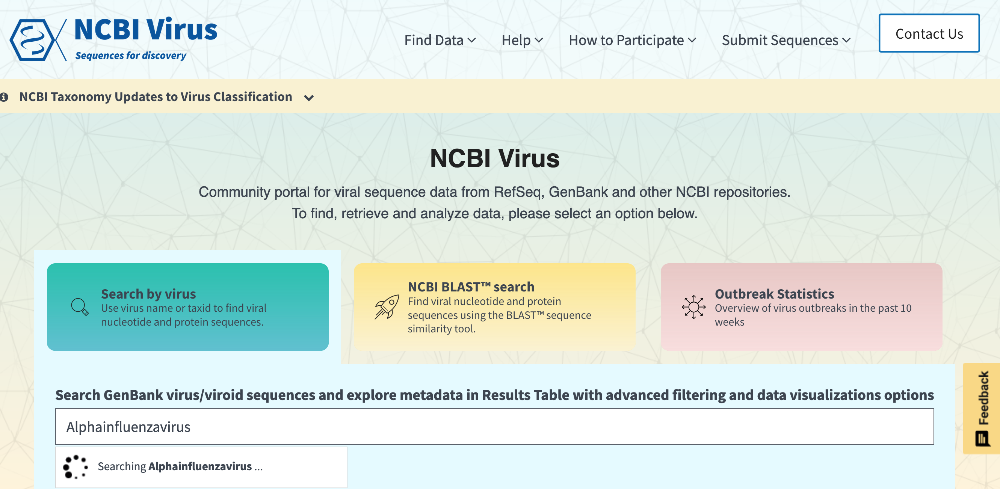 NCBI Virus
Sequences for discovery
Find Data
Help
How to Participate
Submit Sequences
Contact Us
NCBI Taxonomy Updates to Virus Classification
NCBI Virus
Community portal for viral sequence data from RefSeq, GenBank and other NCBI repositories.
To find, retrieve and analyze data, please select an option below.
Search by virus
Use virus name or taxid to find viral
nucleotide and protein sequences.
NCBI BLAST™ search
Find viral nucleotide and protein
sequences using the BLAST™ sequence
similarity tool.
Outbreak Statistics
Overview of virus outbreaks in the past 10
weeks
Feedback
Search GenBank virus/viroid sequences and explore metadata in Results Table with advanced filtering and data visualizations options
Alphainfluenzavirus
Searching Alphainfluenzavirus ...